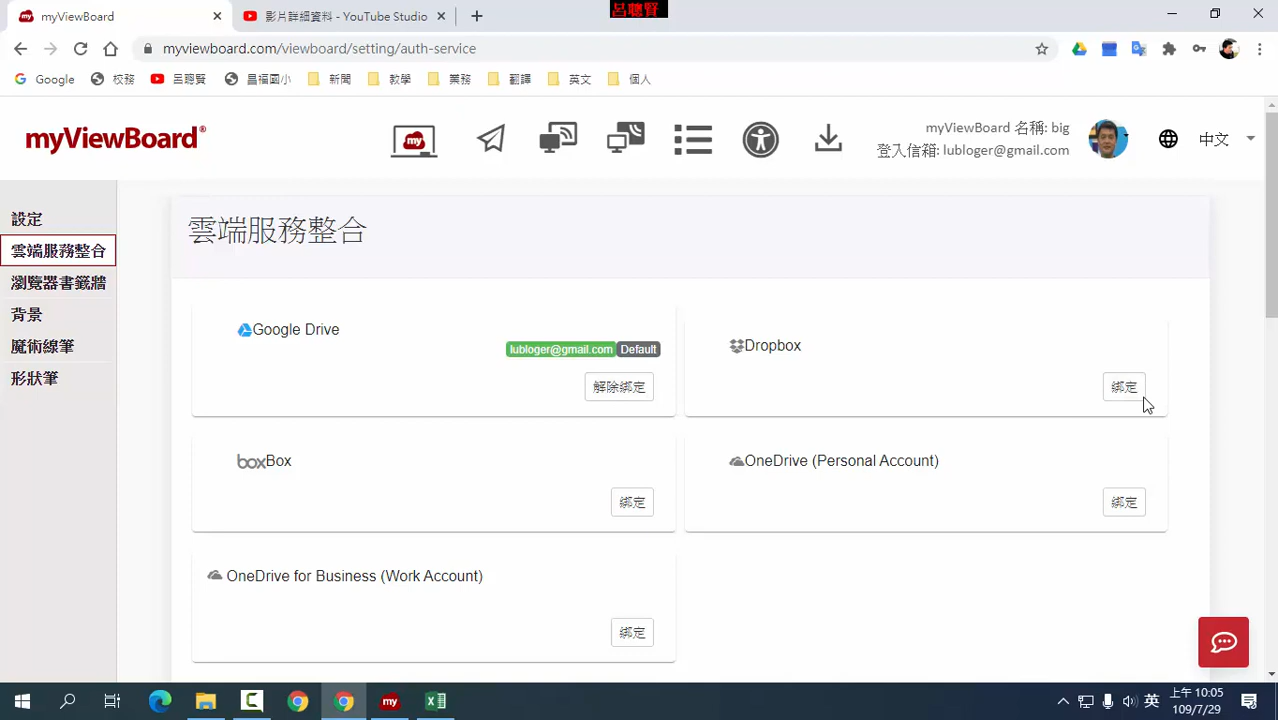 myViewBoard
影片詳細資料 - YouTube Studio
呂聰賢
myviewboard.com/viewboard/setting/auth-service
Google
校務
呂聰賢
昌福國小
新聞
教學
業務
翻譯
英文
個人
myViewBoard®
my
myViewBoard 名稱: big
登入信箱: lubloger@gmail.com
中文
設定
雲端服務整合
瀏覽器書籤牆
背景
魔術線筆
形狀筆
雲端服務整合
Google Drive
lubloger@gmail.com Default
解除綁定
Dropbox
綁定
boxBox
綁定
OneDrive (Personal Account)
綁定
OneDrive for Business (Work Account)
綁定
my
英
上午 10:05
109/7/29